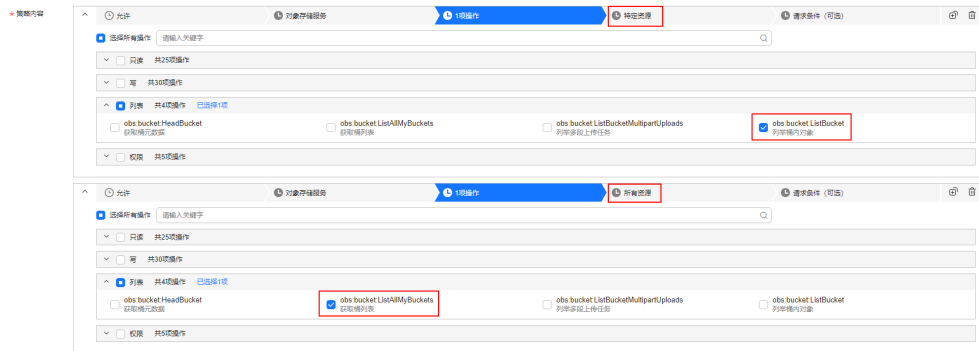 * 策略内容
允许 对象存储服务 1项操作 特定资源 请求条件（可选）
选择所有操作 请输入关键字
只读 共25项操作
写 共30项操作
列表 共4项操作 已选择1项
obs:bucket:HeadBucket obs:bucket:ListAllMyBuckets obs:bucket:ListBucketMultipartUploads obs:bucket:ListBucket
获取桶元数据 获取桶列表 列举多段上传任务 列举桶内对象
权限 共5项操作
允许 对象存储服务 1项操作 所有资源 请求条件（可选）
选择所有操作 请输入关键字
只读 共25项操作
写 共30项操作
列表 共4项操作 已选择1项
obs:bucket:HeadBucket obs:bucket:ListAllMyBuckets obs:bucket:ListBucketMultipartUploads obs:bucket:ListBucket
获取桶元数据 获取桶列表 列举多段上传任务 列举桶内对象
权限 共5项操作